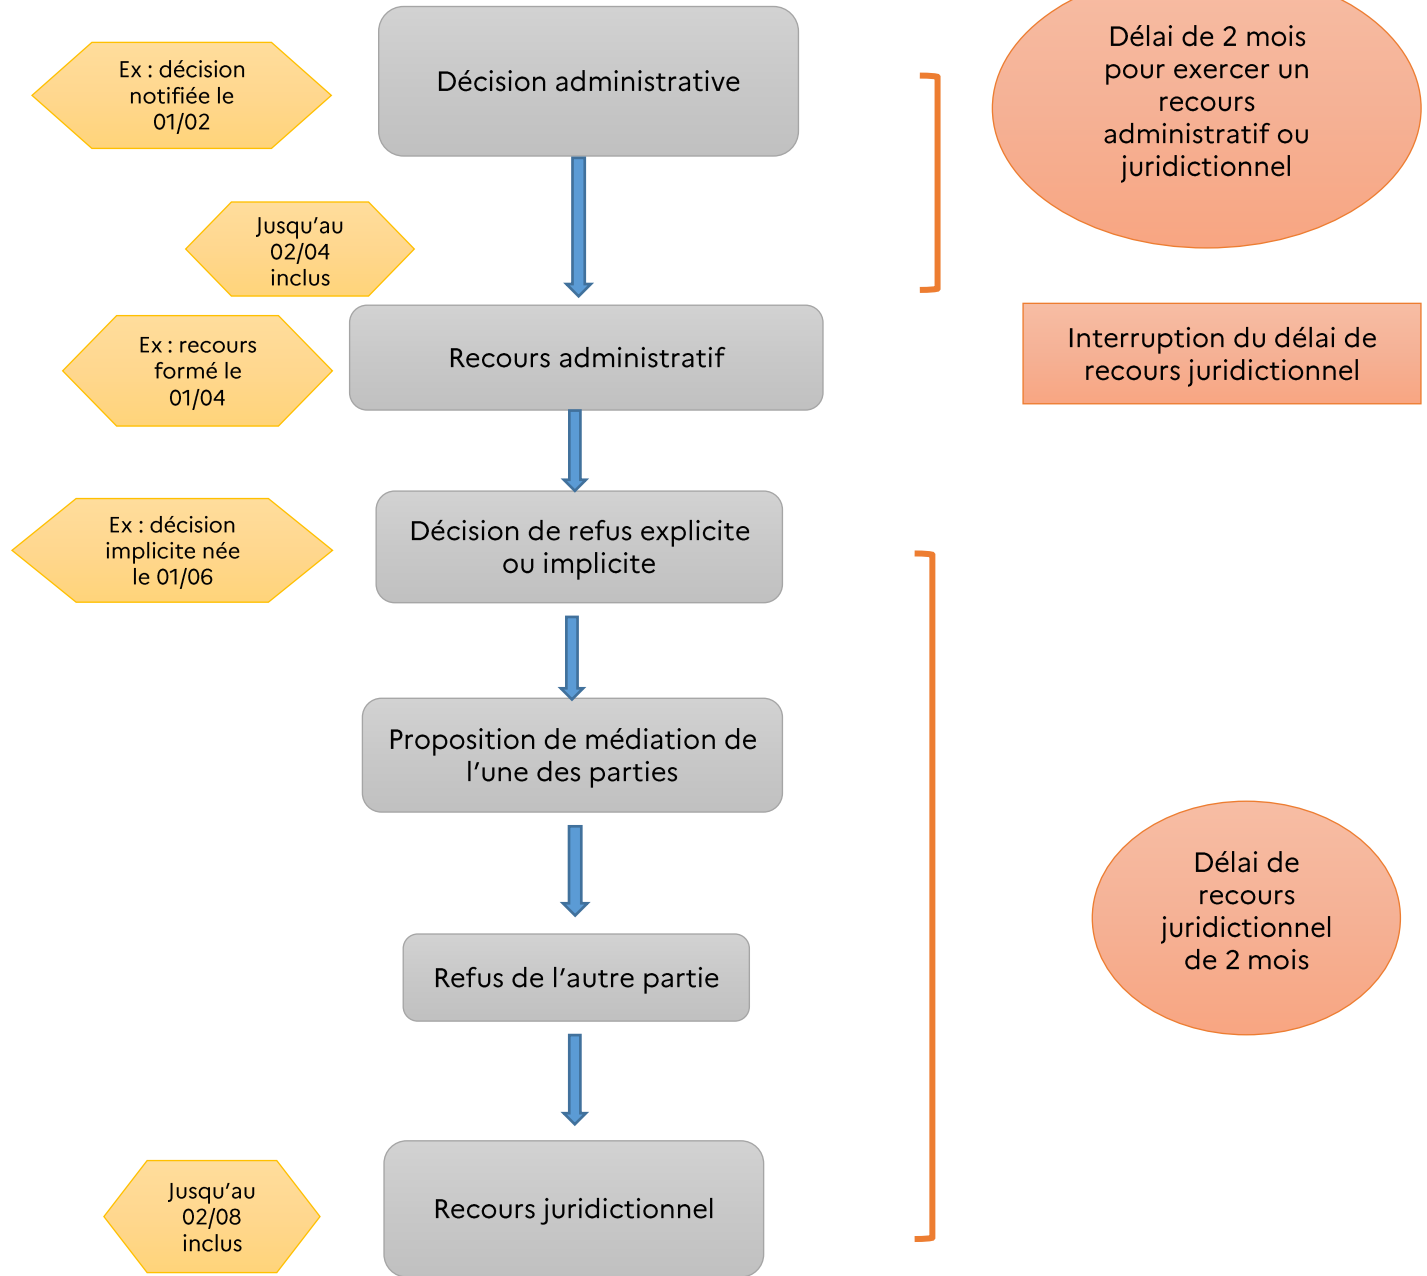 Ex : décision
notifiée le
01/02
Décision administrative
Délai de 2 mois
pour exercer un
recours
administratif ou
juridictionnel
Jusqu’au
02/04
inclus
Ex : recours
formé le
01/04
Recours administratif
Interruption du délai de
recours juridictionnel
Ex : décision
implicite née
le 01/06
Décision de refus explicite
ou implicite
Proposition de médiation de
l’une des parties
Délai de
recours
juridictionnel
de 2 mois
Refus de l’autre partie
Jusqu’au
02/08
inclus
Recours juridictionnel